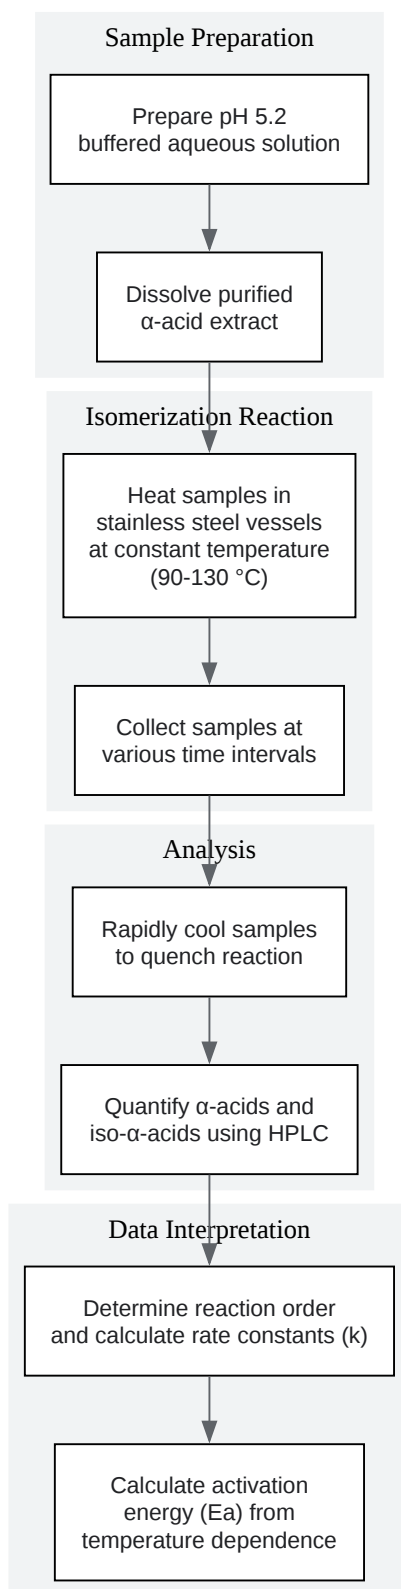 Sample Preparation
Prepare pH 5.2
buffered aqueous solution
Dissolve purified
α-acid extract
Isomerization Reaction
Heat samples in
stainless steel vessels
at constant temperature
(90-130 °C)
Collect samples at
various time intervals
Analysis
Rapidly cool samples
to quench reaction
Quantify α-acids and
iso-α-acids using HPLC
Data Interpretation
Determine reaction order
and calculate rate constants (k)
Calculate activation
energy (Ea) from
temperature dependence